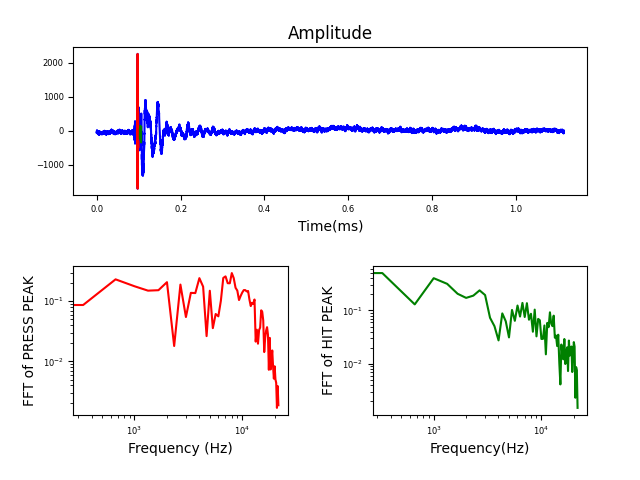 Amplitude
2000
1000
0
−1000
0.0 0.2 0.4 0.6 0.8 1.0
Time(ms)
FFT of PRESS PEAK
10⁻¹
10⁻²
10³ 10⁴
Frequency (Hz)
FFT of HIT PEAK
10⁻¹
10⁻²
10³ 10⁴
Frequency(Hz)